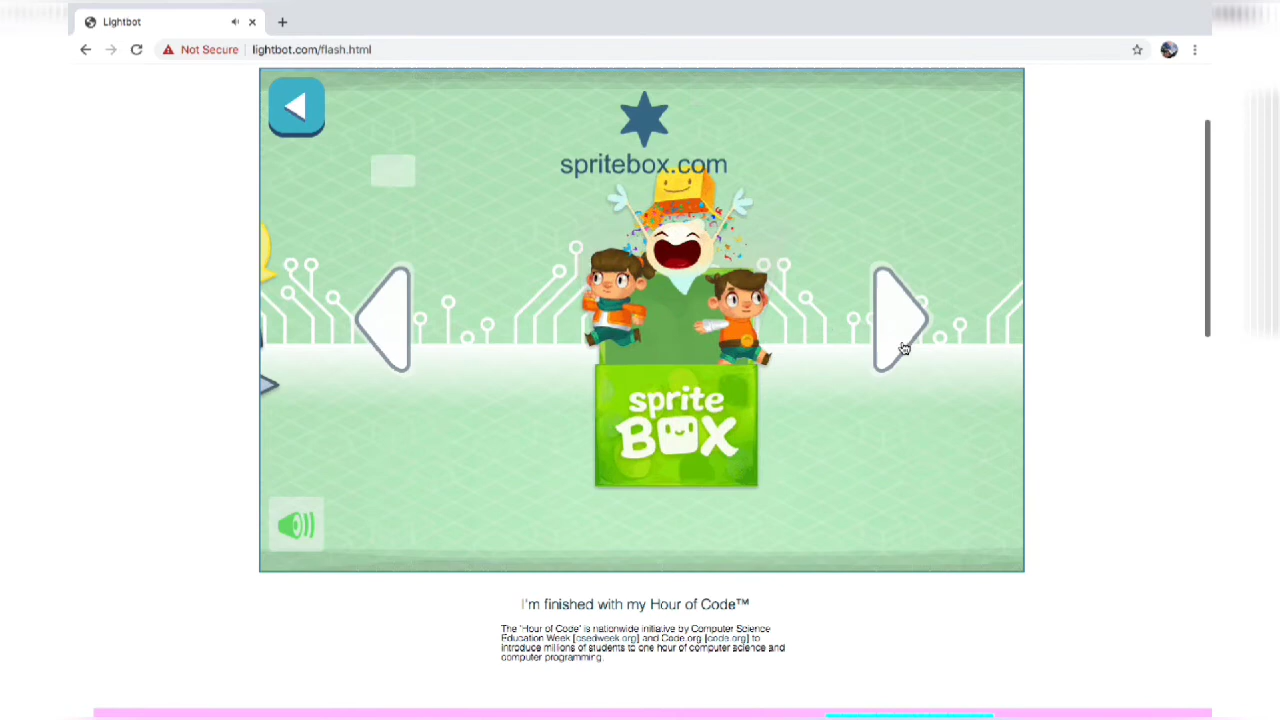 Lightbot
Not Secure lightbot.com/flash.html
spritebox.com
sprite
BOX
I'm finished with my Hour of Code™
The 'Hour of Code' is nationwide initiative by Computer Science
Education Week [csedweek.org] and Code.org [code.org] to
introduce millions of students to one hour of computer science and
computer programming.